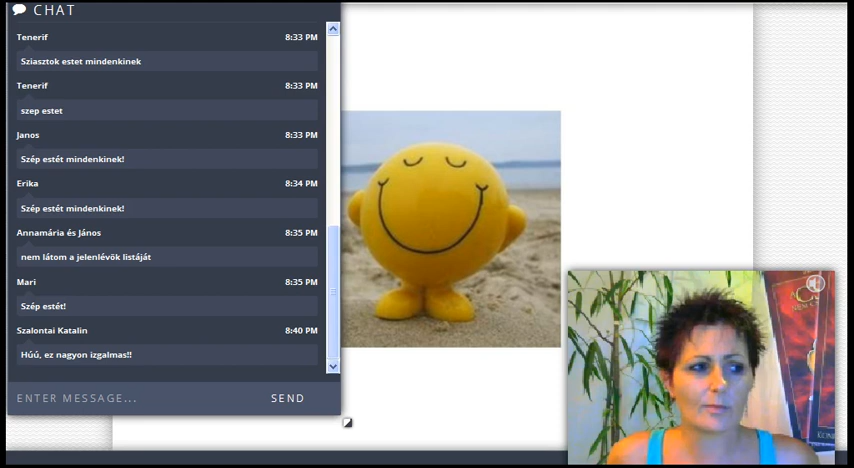 CHAT
Tenerif 8:33 PM
Sziasztok estet mindenkinek
Tenerif 8:33 PM
szep estet
Janos 8:33 PM
Szép estét mindenkinek!
Erika 8:34 PM
Szép estét mindenkinek!
Annamária és János 8:35 PM
nem látom a jelenlévök listáját
Mari 8:35 PM
Szép estét!
Szalontai Katalin 8:40 PM
Húú, ez nagyon izgalmas!!
ENTER MESSAGE... SEND